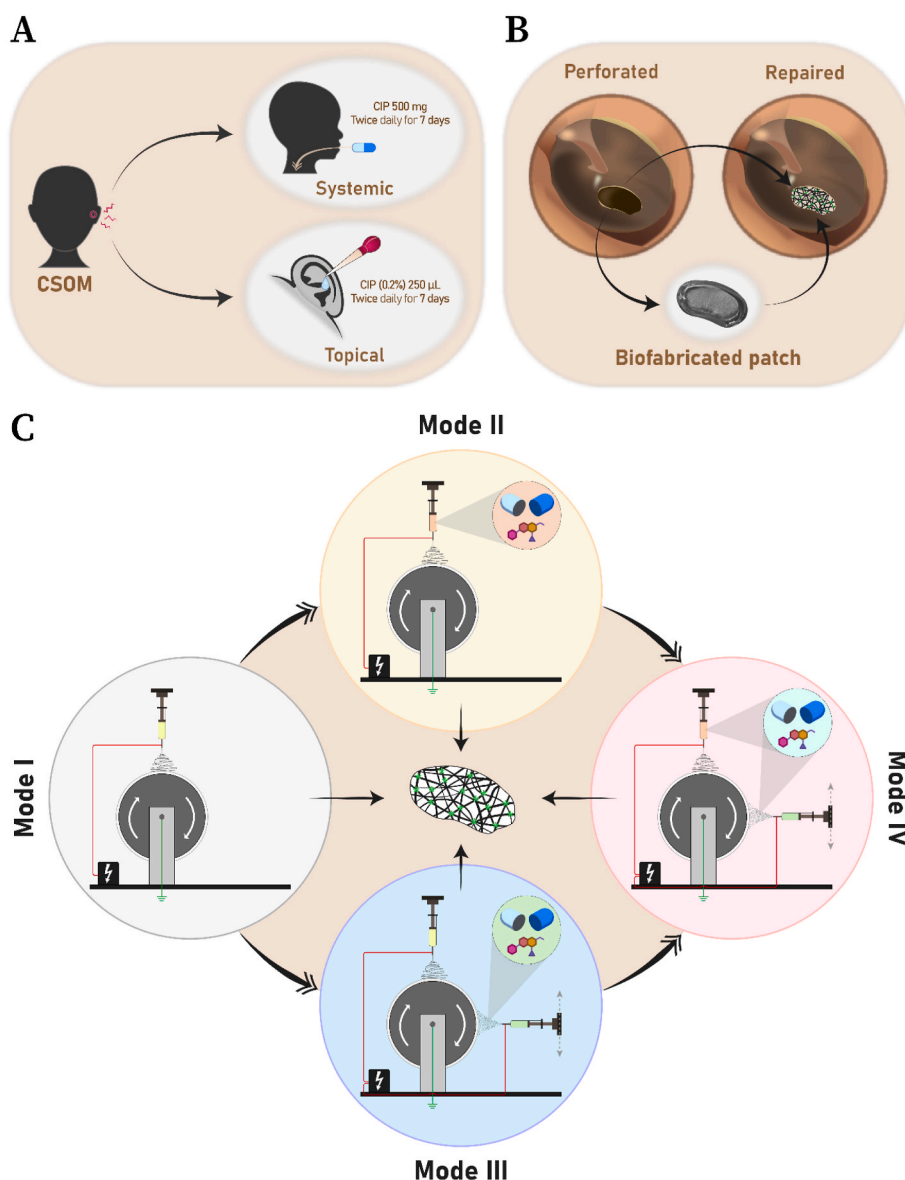 A
CSOM
CIP 500 mg
Twice daily for 7 days
Systemic
CIP (0.2%) 250 µL
Twice daily for 7 days
Topical
B
Perforated
Repaired
Biofabricated patch
C
Mode II
Mode I
Mode IV
Mode III